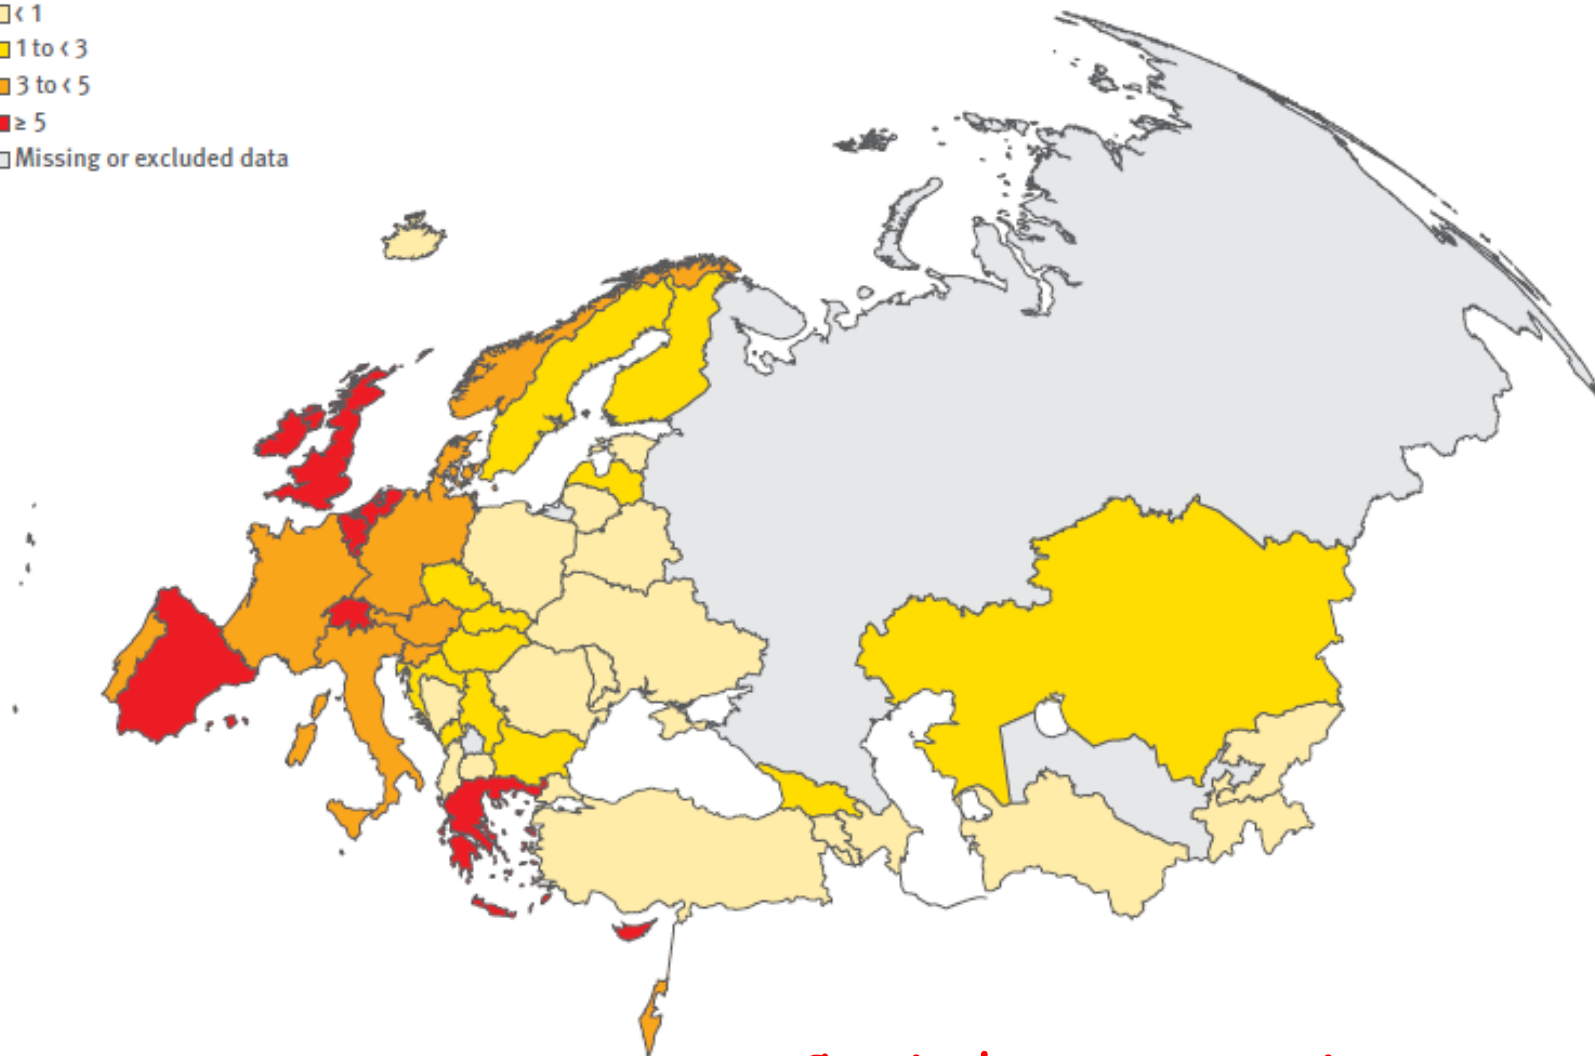 < 1
1 to < 3
3 to < 5
≥ 5
Missing or excluded data